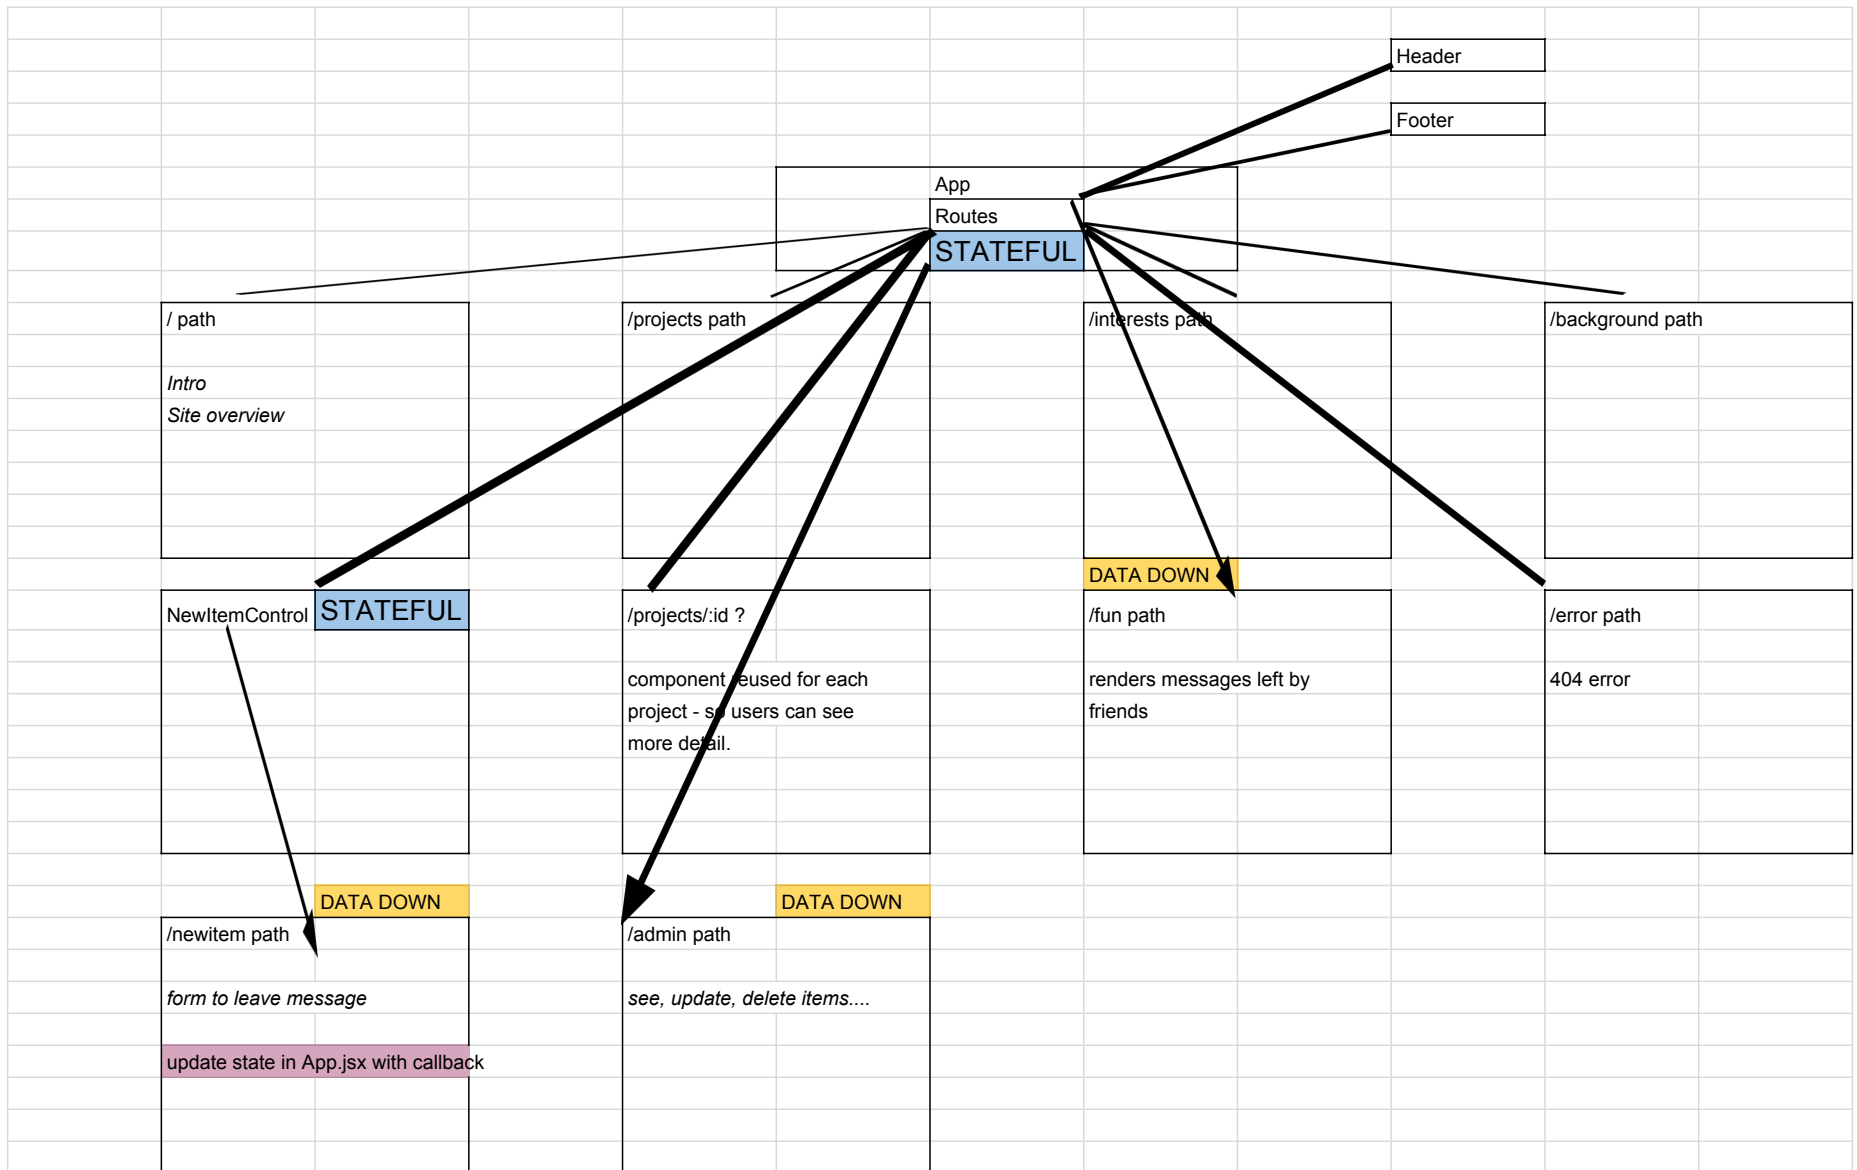 Header
Footer
App
Routes
STATEFUL
/ path
Intro
Site overview
/projects path
/interests path
/background path
NewItemControl
STATEFUL
/projects/:id ?
component reused for each
project - so users can see
more detail.
DATA DOWN
/fun path
renders messages left by
friends
/error path
404 error
DATA DOWN
/newitem path
form to leave message
update state in App.jsx with callback
DATA DOWN
/admin path
see, update, delete items....